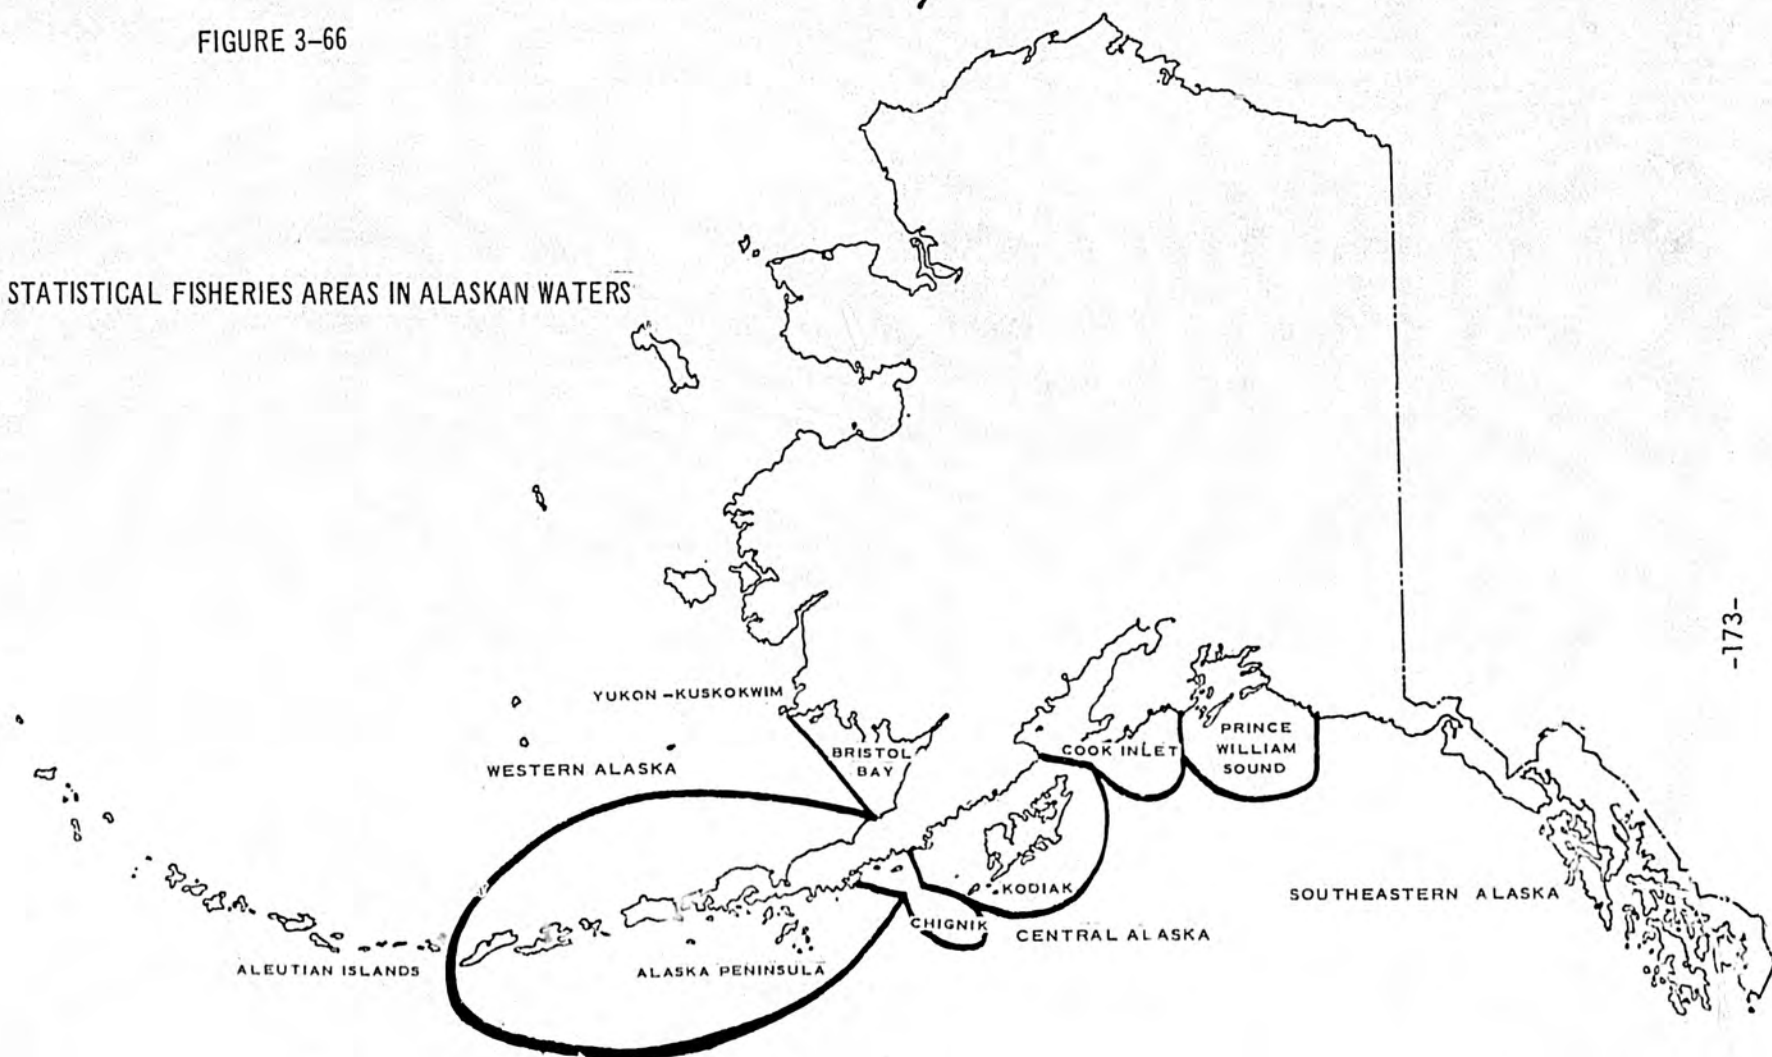 FIGURE 3-66
STATISTICAL FISHERIES AREAS IN ALASKAN WATERS
-173-
YUKON-KUSKOKWIM
WESTERN ALASKA
BRISTOL
BAY
COOK INLET
PRINCE
WILLIAM
SOUND
KODIAK
SOUTHEASTERN ALASKA
CHIGNIK
CENTRAL ALASKA
ALEUTIAN ISLANDS
ALASKA PENINSULA